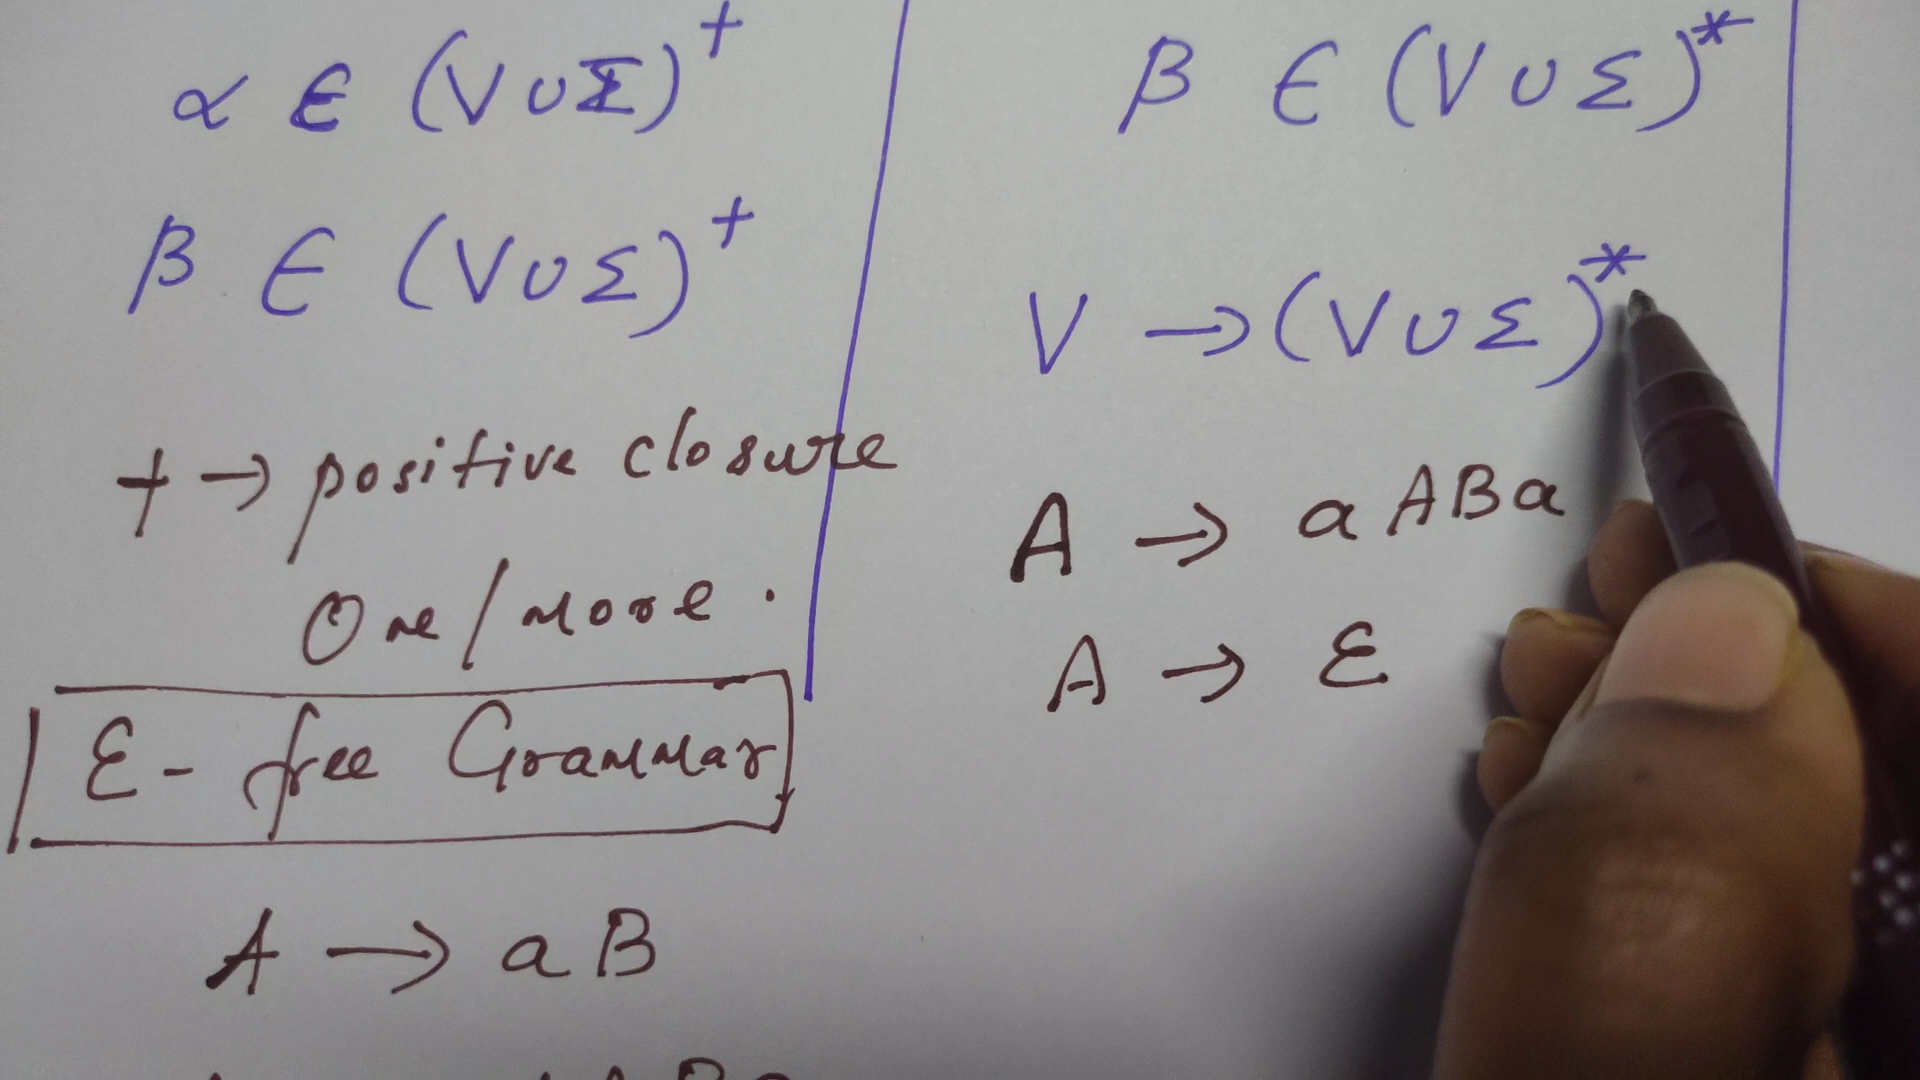 α ∈ (V ∪ Σ)⁺
β ∈ (V ∪ Σ)⁺
+ → positive closure
One / more .
ε - free Grammar
A → aB
β ∈ (V ∪ Σ)*
V → (V ∪ Σ)*
A → aABa
A → ε